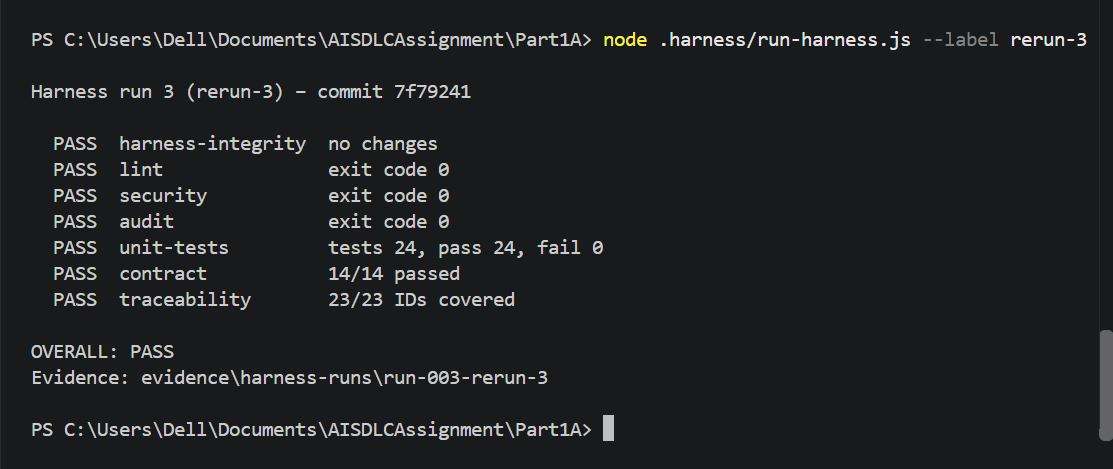 PS C:\Users\Dell\Documents\AISDLCAssignment\Part1A> node .harness/run-harness.js --label rerun-3
Harness run 3 (rerun-3) – commit 7f79241
PASS harness-integrity no changes
PASS lint exit code 0
PASS security exit code 0
PASS audit exit code 0
PASS unit-tests tests 24, pass 24, fail 0
PASS contract 14/14 passed
PASS traceability 23/23 IDs covered
OVERALL: PASS
Evidence: evidence\harness-runs\run-003-rerun-3
PS C:\Users\Dell\Documents\AISDLCAssignment\Part1A>